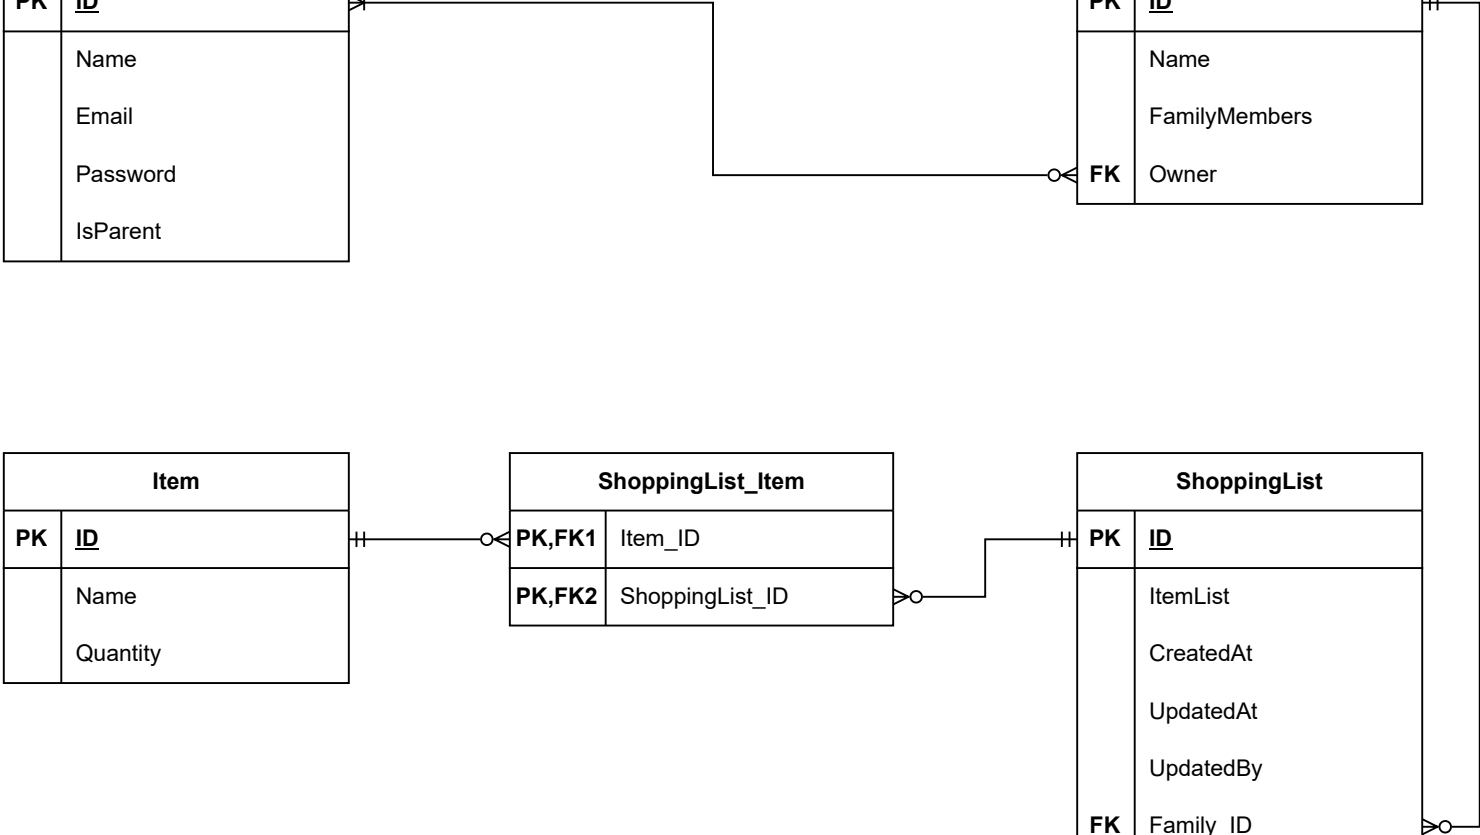 PK ID
Name
Email
Password
IsParent
PK ID
Name
FamilyMembers
FK Owner
Item
PK ID
Name
Quantity
ShoppingList_Item
PK,FK1 Item_ID
PK,FK2 ShoppingList_ID
ShoppingList
PK ID
ItemList
CreatedAt
UpdatedAt
UpdatedBy
FK Family_ID